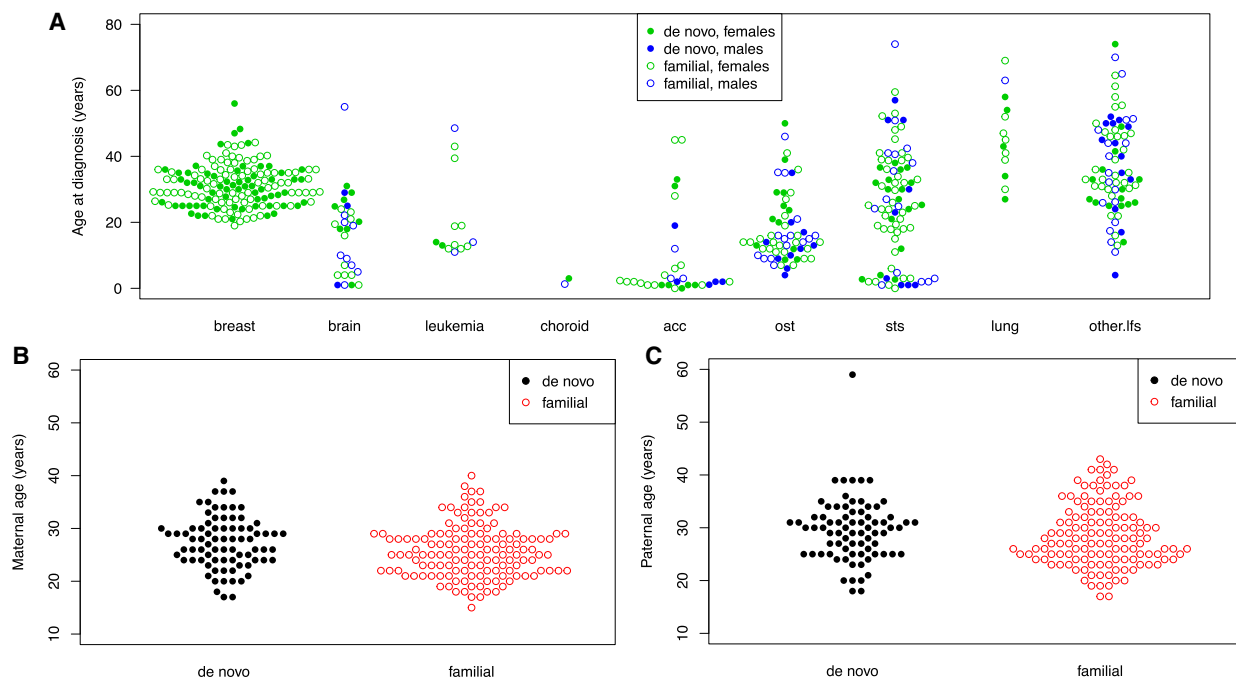 A
Age at diagnosis (years)
80
60
40
20
0
de novo, females
de novo, males
familial, females
familial, males
breast brain leukemia choroid acc ost sts lung other.lfs
B
Maternal age (years)
60
50
40
30
20
10
de novo
familial
de novo familial
C
Paternal age (years)
60
50
40
30
20
10
de novo
familial
de novo familial